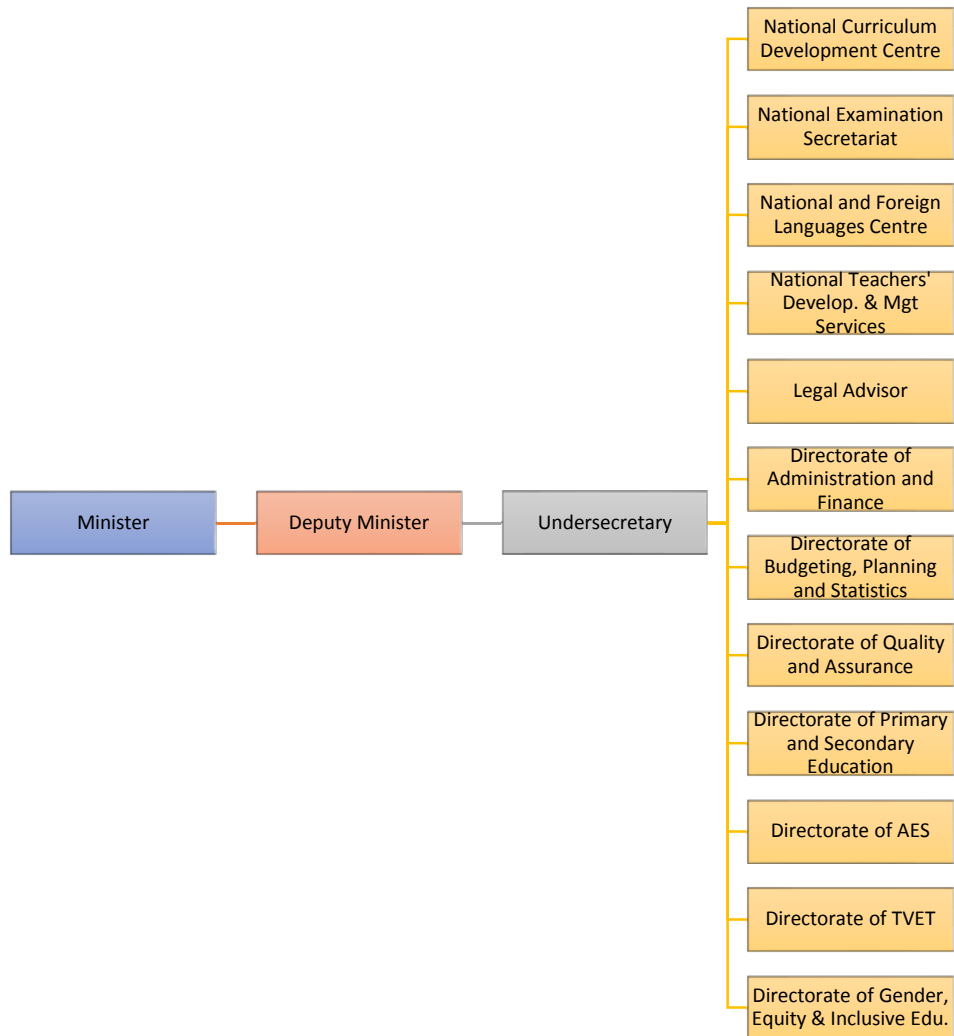 National Curriculum
Development Centre
National Examination
Secretariat
National and Foreign
Languages Centre
National Teachers'
Develop. & Mgt
Services
Legal Advisor
Directorate of
Administration and
Finance
Minister
Deputy Minister
Undersecretary
Directorate of
Budgeting, Planning
and Statistics
Directorate of Quality
and Assurance
Directorate of Primary
and Secondary
Education
Directorate of AES
Directorate of TVET
Directorate of Gender,
Equity & Inclusive Edu.